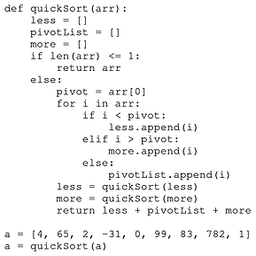 def quickSort(arr):
    less = []
    pivotList = []
    more = []
    if len(arr) <= 1:
        return arr
    else:
        pivot = arr[0]
        for i in arr:
            if i < pivot:
                less.append(i)
            elif i > pivot:
                more.append(i)
            else:
                pivotList.append(i)
        less = quickSort(less)
        more = quickSort(more)
        return less + pivotList + more

a = [4, 65, 2, -31, 0, 99, 83, 782, 1]
a = quickSort(a)